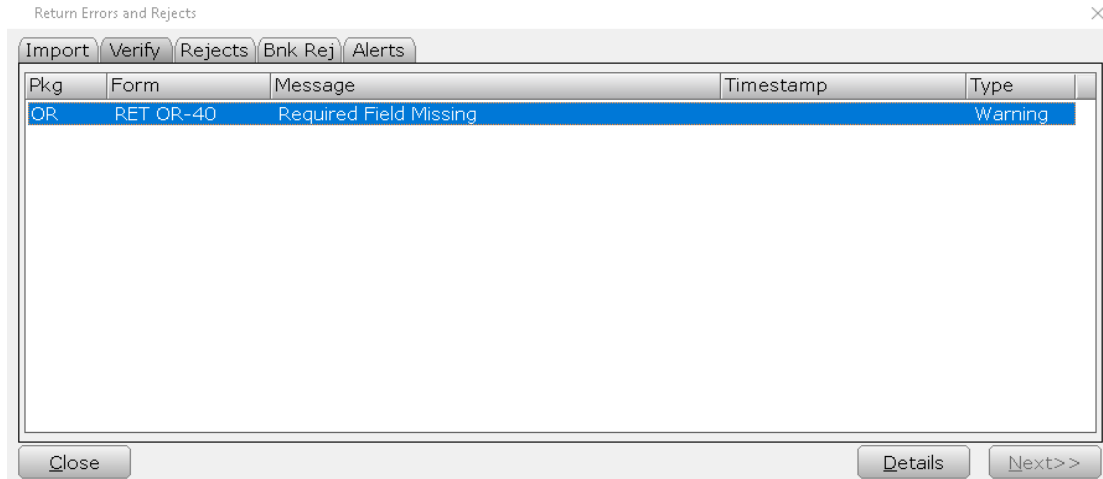 Return Errors and Rejects
Import Verify Rejects Bnk Rej Alerts
Pkg Form Message Timestamp Type
OR RET OR-40 Required Field Missing Warning
Close Details Next>>